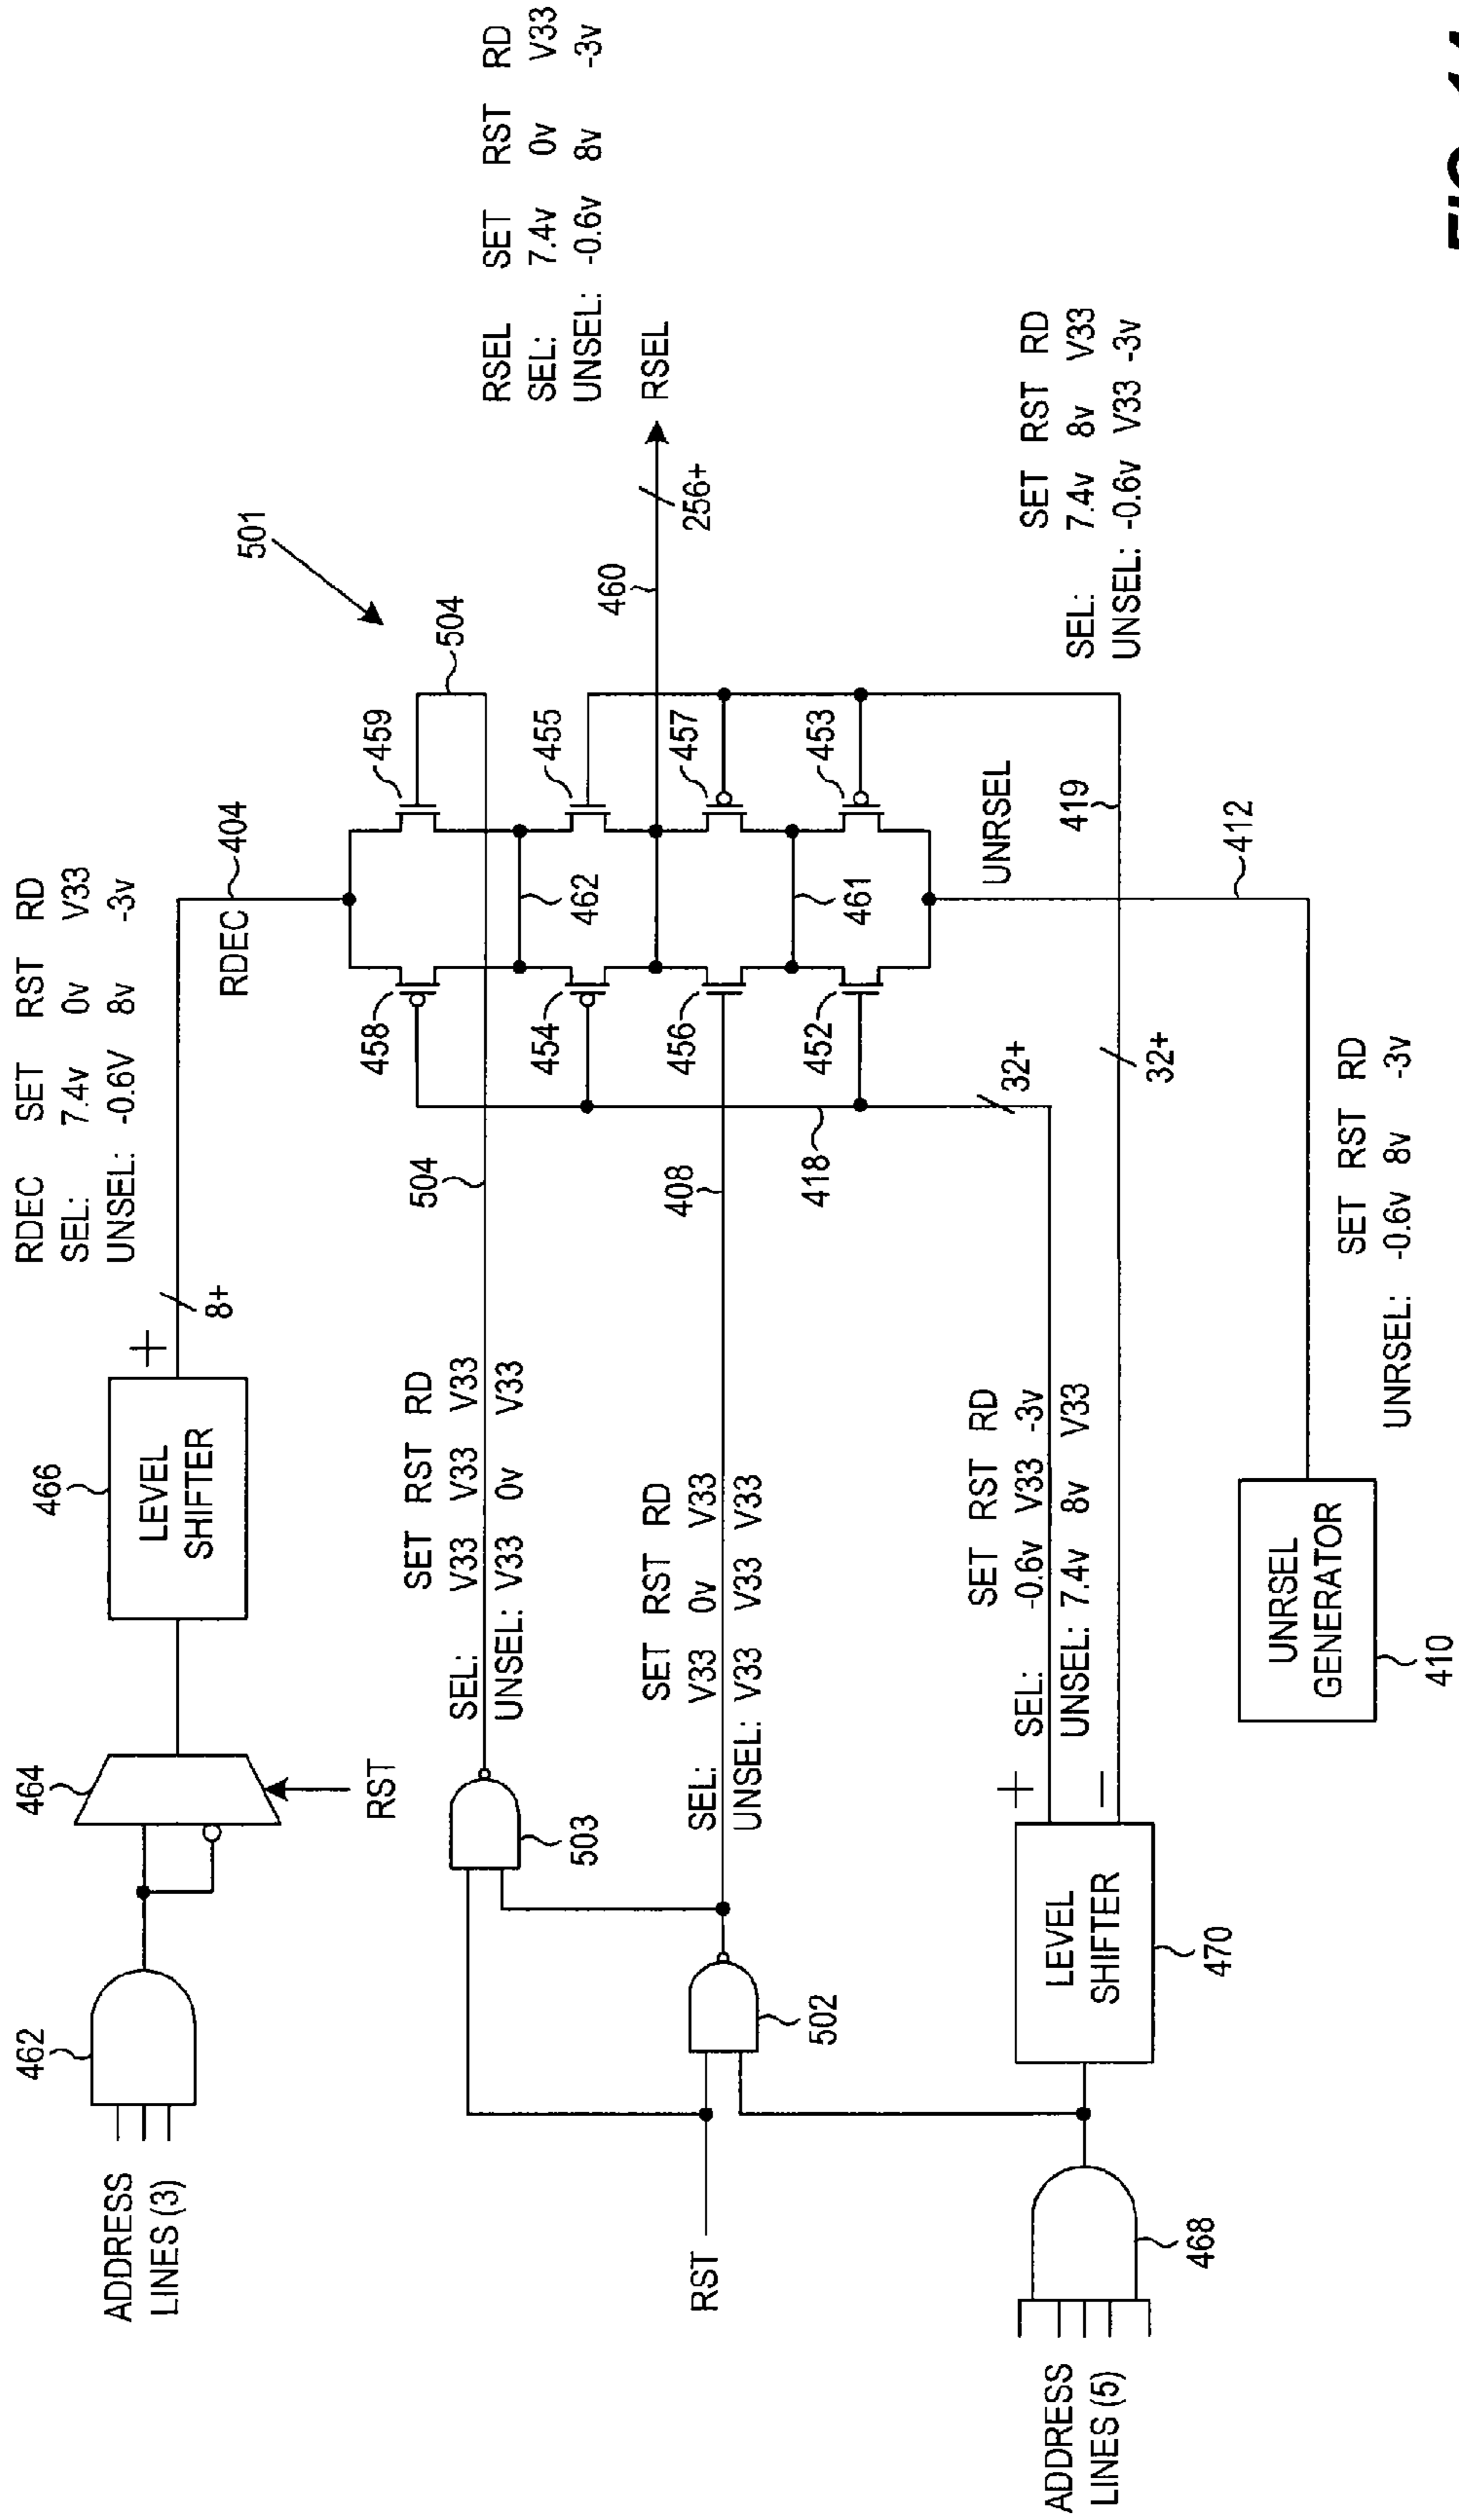 RDEC SET RST RD
SEL: 7.4v 0v V33
UNSEL: -0.6V 8v -3v
466
LEVEL
SHIFTER
8+
404
RDEC
464
RST
462
ADDRESS
LINES (3)
501
RSEL SET RST RD
SEL: 7.4v 0v V33
UNSEL: -0.6v 8v -3v
459
504
458
SET RST RD
SEL: V33 V33 V33
UNSEL: V33 0v V33
504
503
462
455
454
460
RSEL
256+
SET RST RD
SEL: V33 0v V33
UNSEL: V33 V33 V33
408
456
457
461
RST
502
452
453
418
32+
UNRSEL
SET RST RD
SEL: -0.6v V33 -3v
UNSEL: 7.4v 8v V33
SET RST RD
SEL: 7.4v 8v V33
UNSEL: -0.6v V33 -3v
+
+
−
419
32+
LEVEL
SHIFTER
470
468
ADDRESS
LINES (5)
412
UNRSEL
GENERATOR
410
SET RST RD
UNRSEL: -0.6v 8v -3v